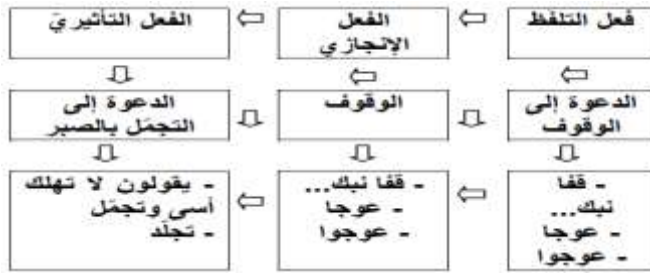 فعل التلفظ
الفعل
الإنجازي
الفعل التأثيريّ
الدعوة إلى
الوقوف
الوقوف
الدعوة إلى
التجمّل بالصبر
- قفا
نبك...
- عوجا
- عوجوا
- قفا نبك...
- عوجا
- عوجوا
- يقولون لا تهلك
أسى وتجمّل
- تجلّد